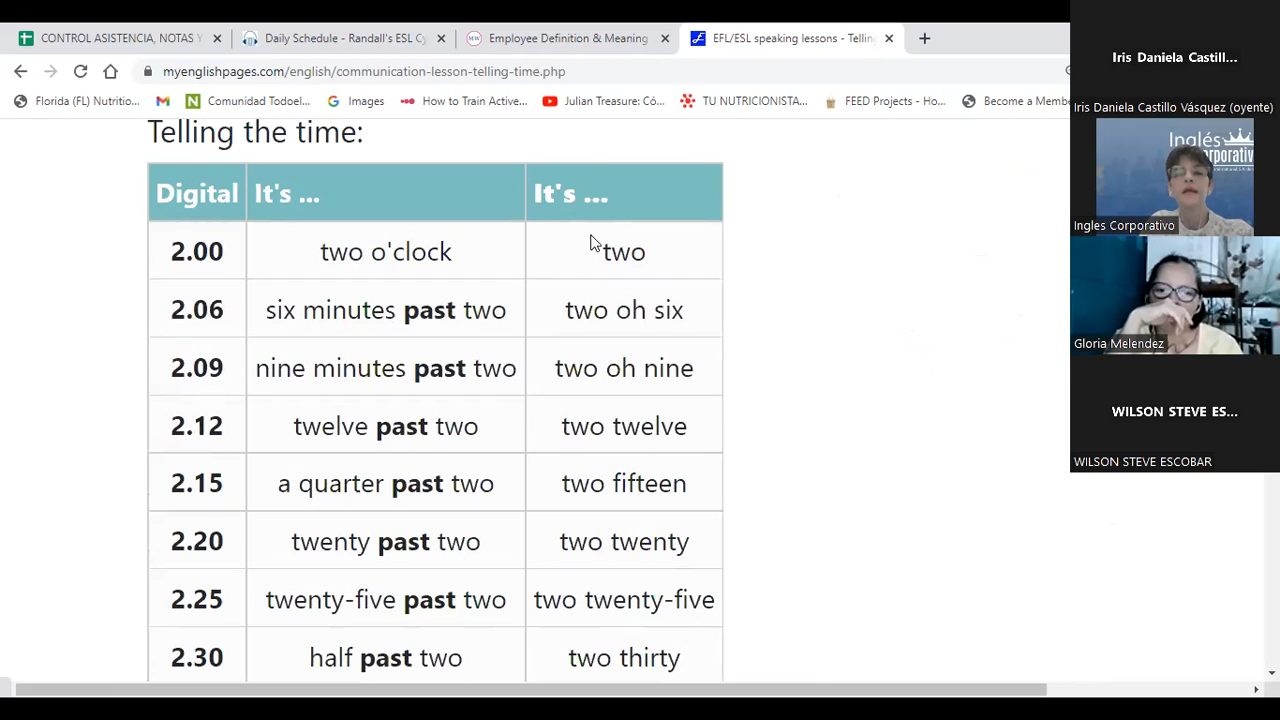 CONTROL ASISTENCIA, NOTAS Y
Daily Schedule - Randall's ESL Cy
Employee Definition & Meaning
EFL/ESL speaking lessons - Tellin
myenglishpages.com/english/communication-lesson-telling-time.php
Florida (FL) Nutritio...
Comunidad Todoel...
Images
How to Train Active...
Julian Treasure: Có...
TU NUTRICIONISTA...
FEED Projects - Ho...
Become a Membe
Telling the time:
Digital It's ... It's ...
2.00 two o'clock two
2.06 six minutes past two two oh six
2.09 nine minutes past two two oh nine
2.12 twelve past two two twelve
2.15 a quarter past two two fifteen
2.20 twenty past two two twenty
2.25 twenty-five past two two twenty-five
2.30 half past two two thirty
Iris Daniela Castill...
Iris Daniela Castillo Vásquez (oyente)
Inglés
Corporativo
Ingles Corporativo
Gloria Melendez
WILSON STEVE ES...
WILSON STEVE ESCOBAR